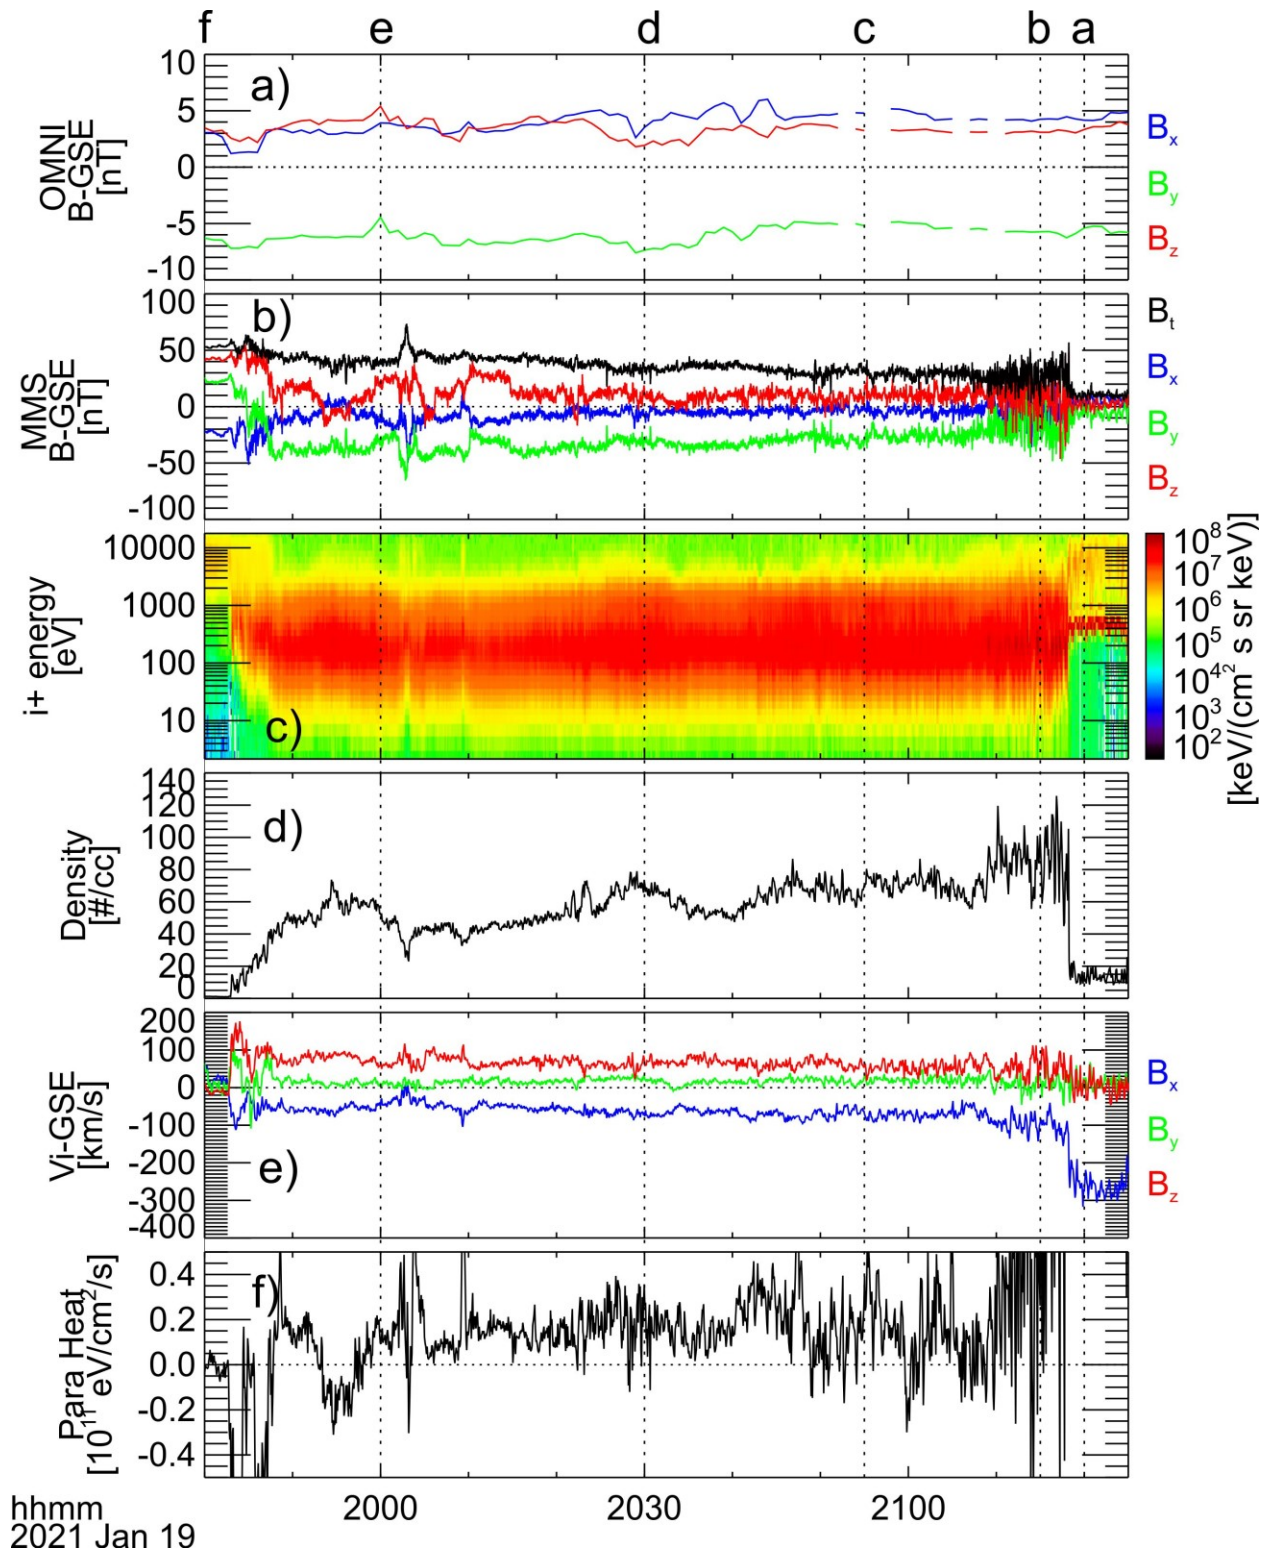 f e d c b a
a)
OMNI
B-GSE
[nT]
10
5
0
-5
-10
Bx
By
Bz
b)
MMS
B-GSE
[nT]
100
50
0
-50
-100
Bt
Bx
By
Bz
c)
i+ energy
[eV]
10000
1000
100
10
10^8
10^7
10^6
10^5
10^4
10^3
10^2
[keV/(cm^2 s sr keV)]
d)
Density
[#/cc]
140
120
100
80
60
40
20
0
e)
Vi-GSE
[km/s]
200
100
0
-100
-200
-300
-400
Bx
By
Bz
f)
Para Heat
[10^11 eV/cm^2/s]
0.4
0.2
0.0
-0.2
-0.4
2000 2030 2100
hhmm
2021 Jan 19